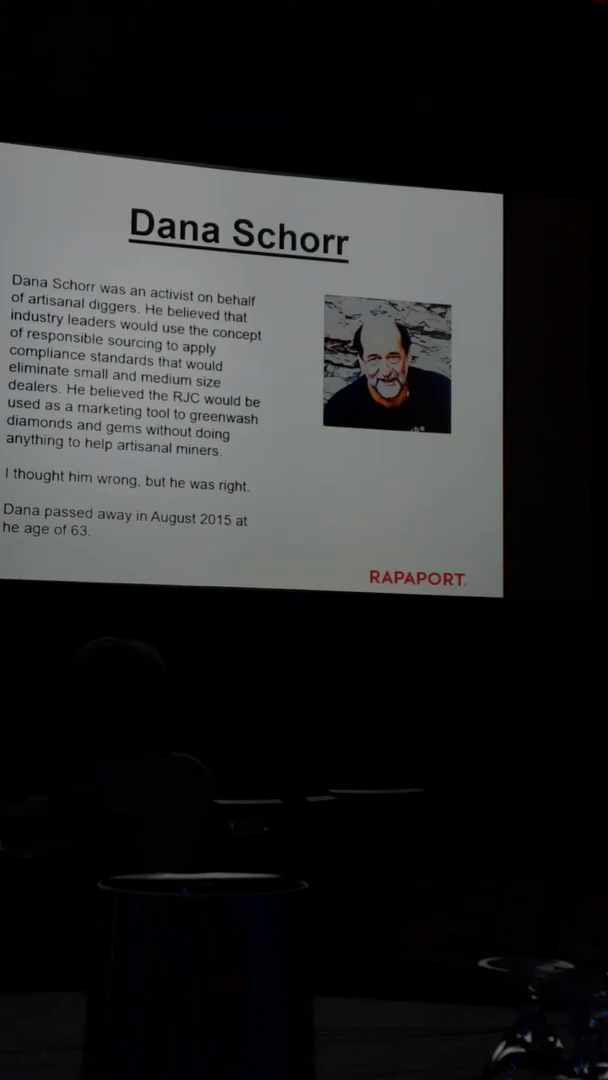 Dana Schorr
Dana Schorr was an activist on behalf
of artisanal diggers. He believed that
industry leaders would use the concept
of responsible sourcing to apply
compliance standards that would
eliminate small and medium size
dealers. He believed the RJC would be
used as a marketing tool to greenwash
diamonds and gems without doing
anything to help artisanal miners.
I thought him wrong, but he was right.
Dana passed away in August 2015 at
he age of 63.
RAPAPORT